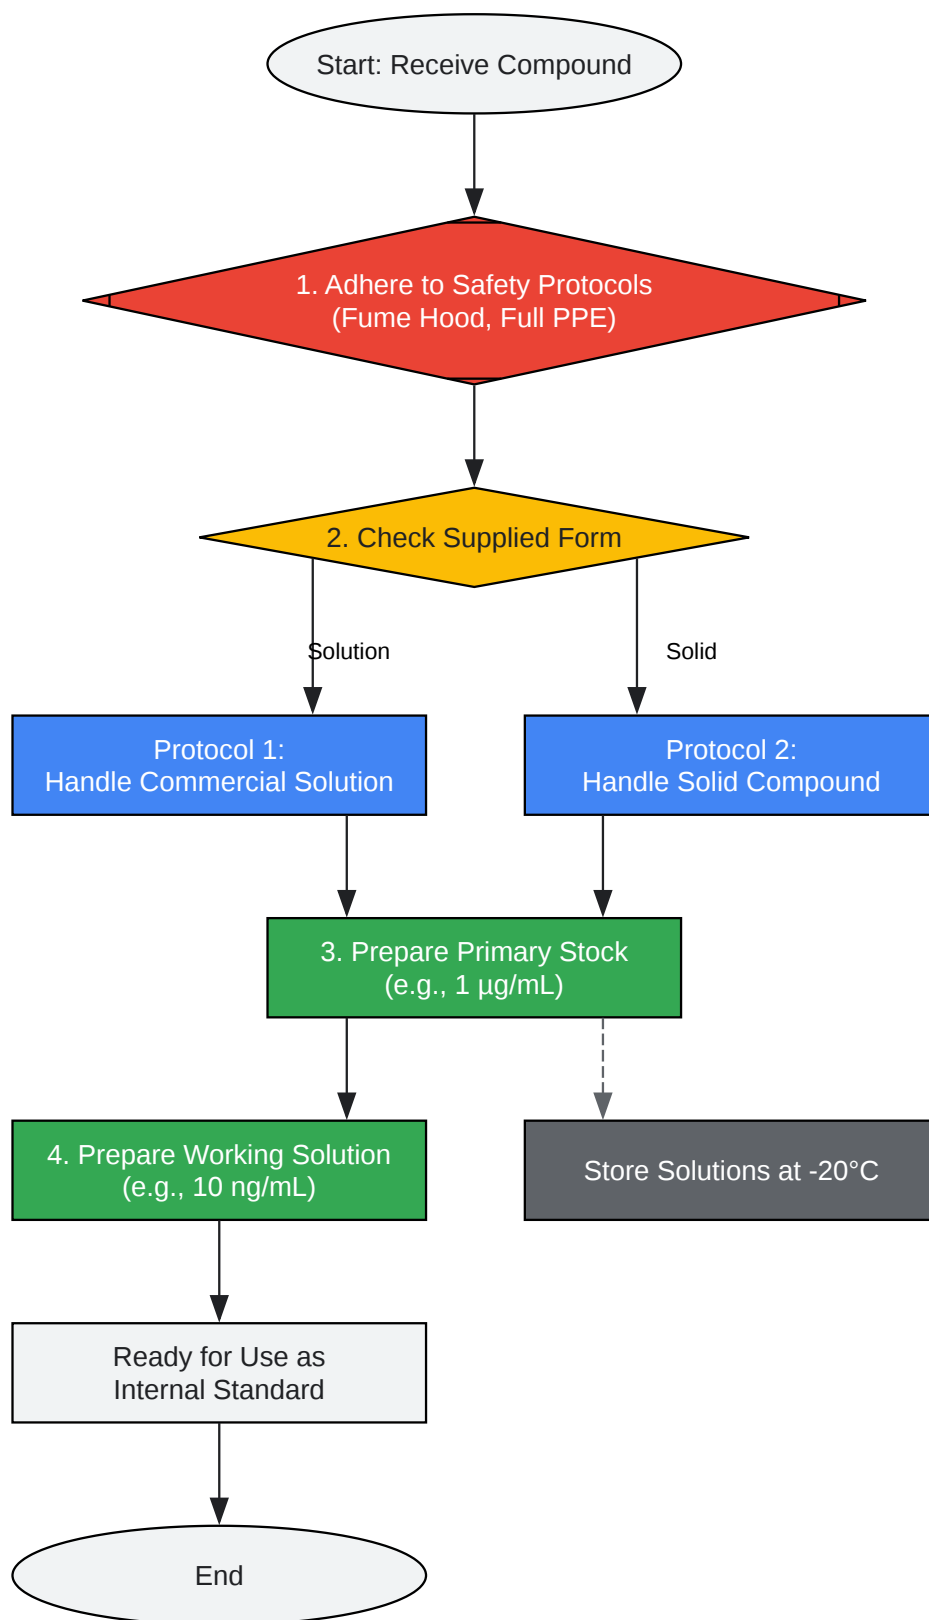 Start: Receive Compound
1. Adhere to Safety Protocols
(Fume Hood, Full PPE)
2. Check Supplied Form
Solution
Solid
Protocol 1:
Handle Commercial Solution
Protocol 2:
Handle Solid Compound
3. Prepare Primary Stock
(e.g., 1 µg/mL)
4. Prepare Working Solution
(e.g., 10 ng/mL)
Store Solutions at -20°C
Ready for Use as
Internal Standard
End